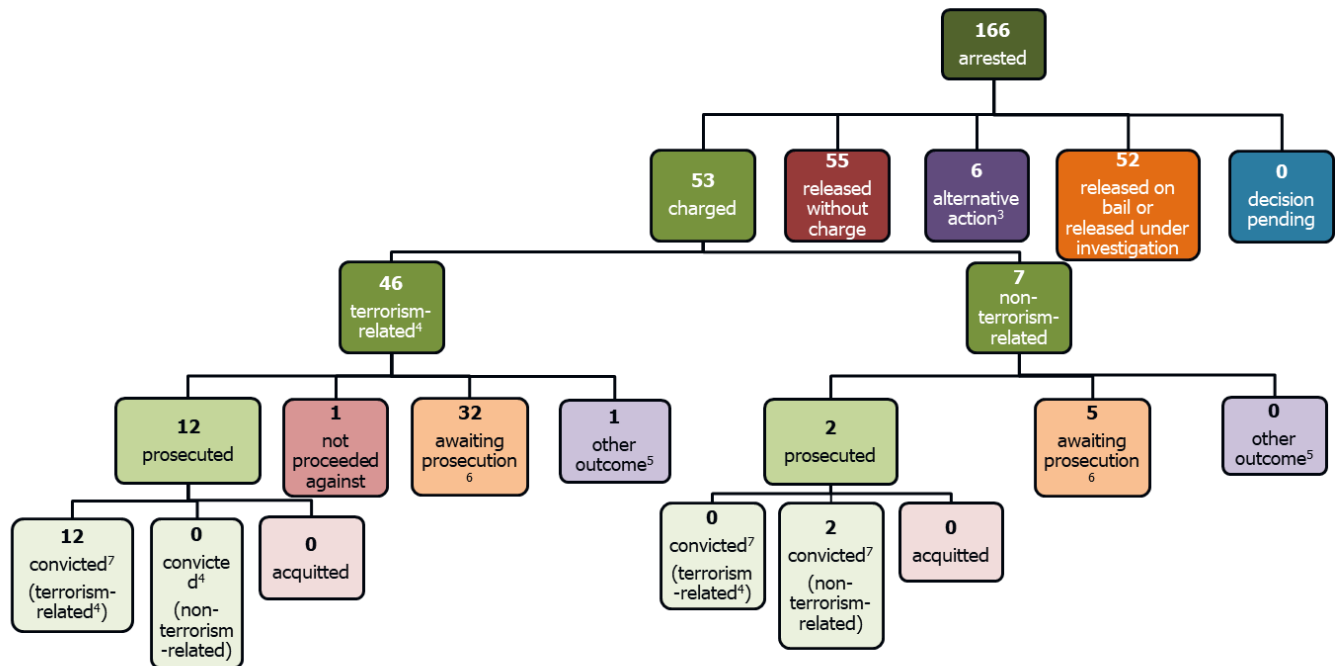 166
arrested
53
charged
55
released
without
charge
6
alternative
action³
52
released on
bail or
released under
investigation
0
decision
pending
46
terrorism-
related⁴
7
non-
terrorism-
related
12
prosecuted
1
not
proceeded
against
32
awaiting
prosecution
6
1
other
outcome⁵
2
prosecuted
5
awaiting
prosecution
6
0
other
outcome⁵
12
convicted⁷
(terrorism-
related⁴)
0
convicte
d⁴
(non-
terrorism
-related)
0
acquitted
0
convicted⁷
(terrorism
-related⁴)
2
convicted⁷
(non-
terrorism-
related)
0
acquitted